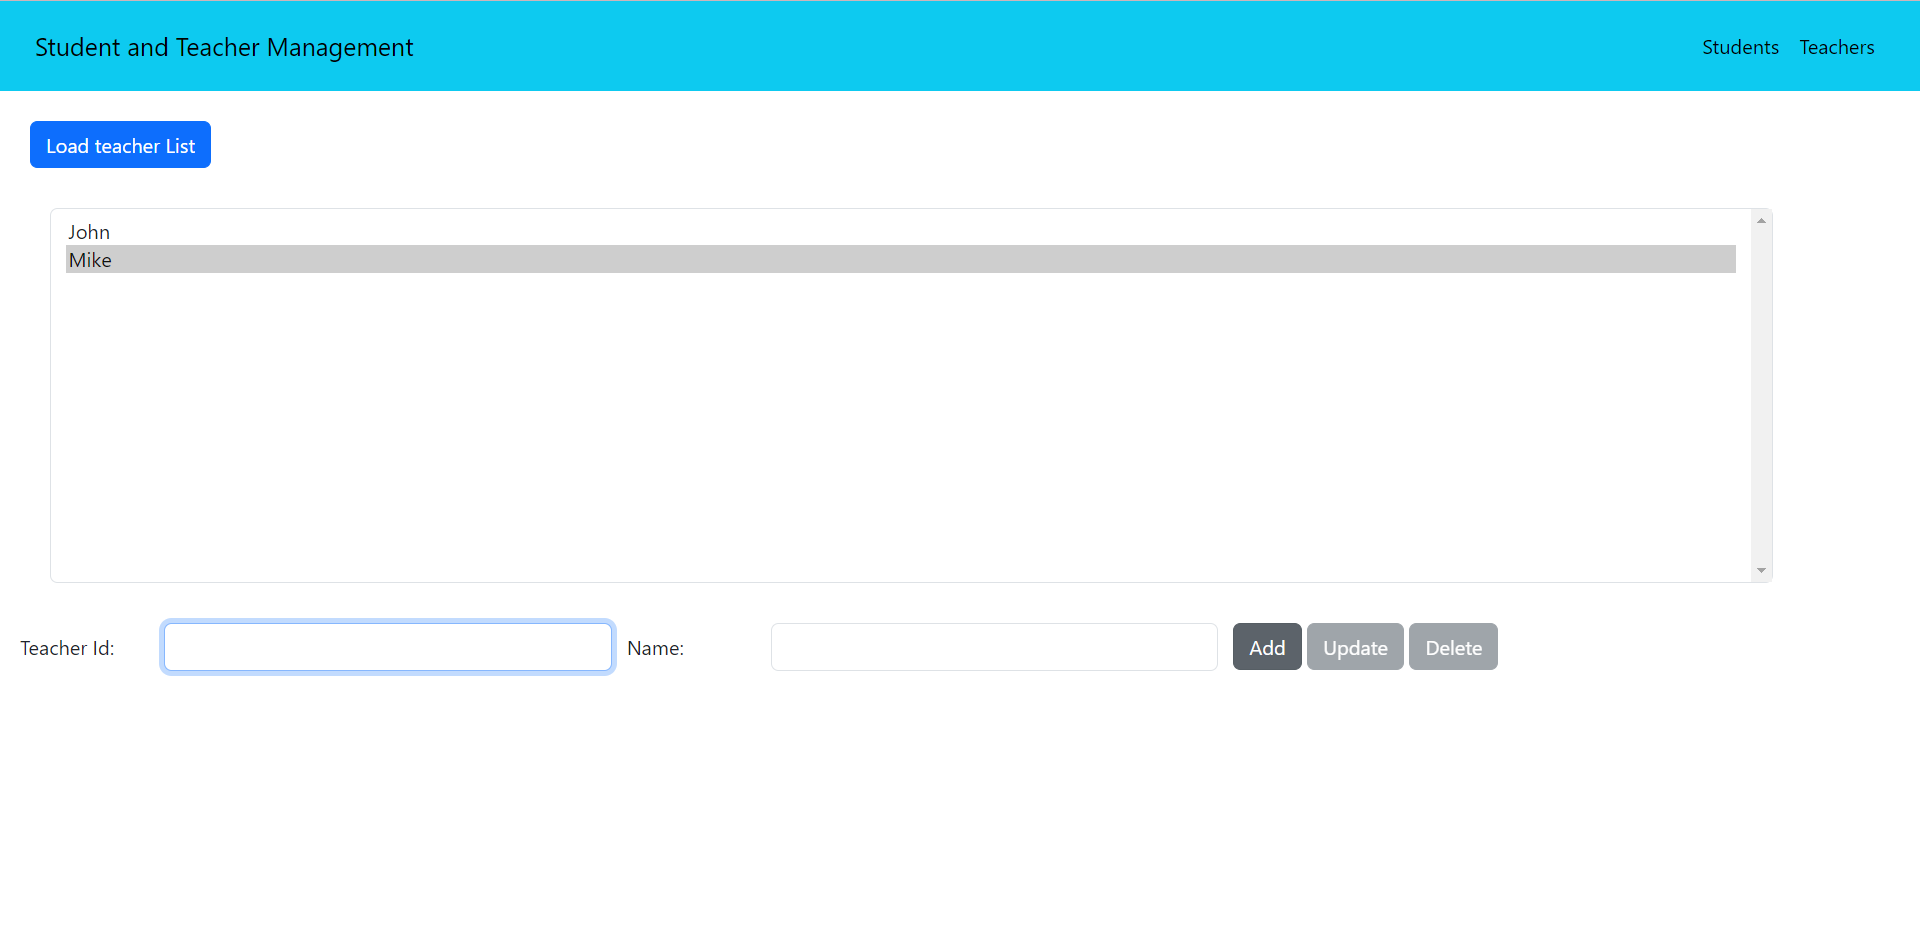 Student and Teacher Management Students Teachers
Load teacher List
John
Mike
Teacher Id: Name: Add Update Delete